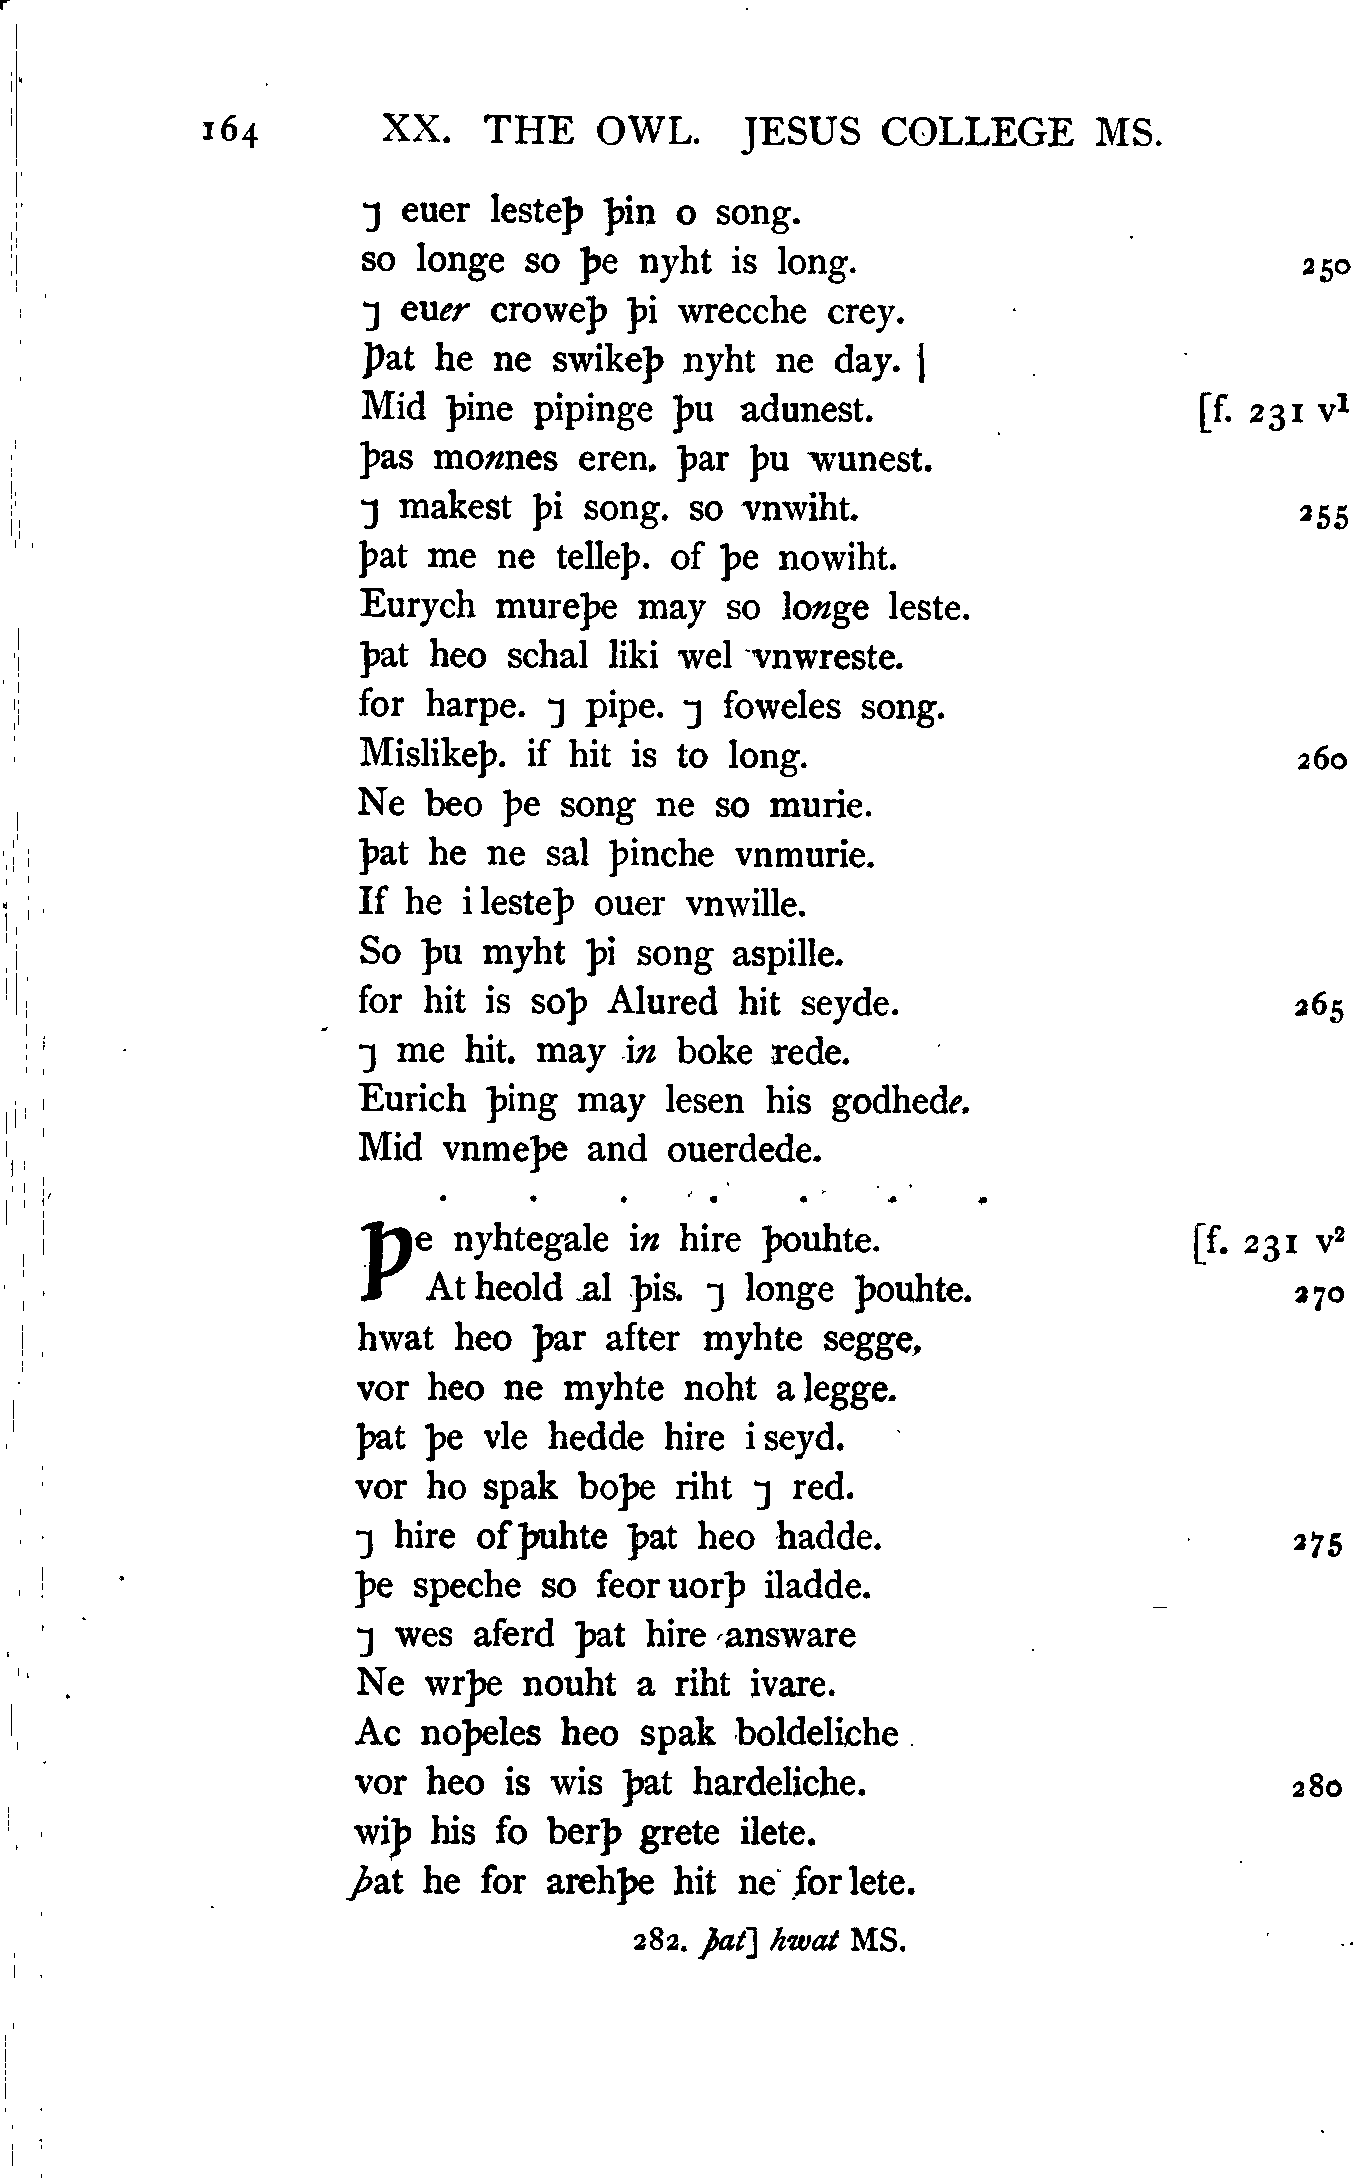 164 XX. THE OWL. JESUS COLLEGE MS.
⁊ euer lesteþ þin o song.
so longe so þe nyht is long. 250
⁊ euer croweþ þi wrecche crey.
Þat he ne swikeþ nyht ne day. |
Mid þine pipinge þu adunest. [f. 231 v¹
þas monnes eren. þar þu wunest.
⁊ makest þi song. so vnwiht. 255
þat me ne telleþ. of þe nowiht.
Eurych mureþe may so longe leste.
þat heo schal liki wel vnwreste.
for harpe. ⁊ pipe. ⁊ foweles song.
Mislikeþ. if hit is to long. 260
Ne beo þe song ne so murie.
þat he ne sal þinche vnmurie.
If he i lesteþ ouer vnwille.
So þu myht þi song aspille.
for hit is soþ Alured hit seyde. 265
⁊ me hit. may in boke rede.
Eurich þing may lesen his godhede.
Mid vnmeþe and ouerdede.
. . . . . . .
Þe nyhtegale in hire þouhte. [f. 231 v²
At heold al þis. ⁊ longe þouhte. 270
hwat heo þar after myhte segge,
vor heo ne myhte noht a legge.
þat þe vle hedde hire i seyd.
vor ho spak boþe riht ⁊ red.
⁊ hire of þuhte þat heo hadde. 275
þe speche so feor uorþ iladde.
⁊ wes aferd þat hire answare
Ne wrþe nouht a riht ivare.
Ac noþeles heo spak boldeliche
vor heo is wis þat hardeliche. 280
wiþ his fo berþ grete ilete.
þat he for arehþe hit ne for lete.
282. þat] hwat MS.